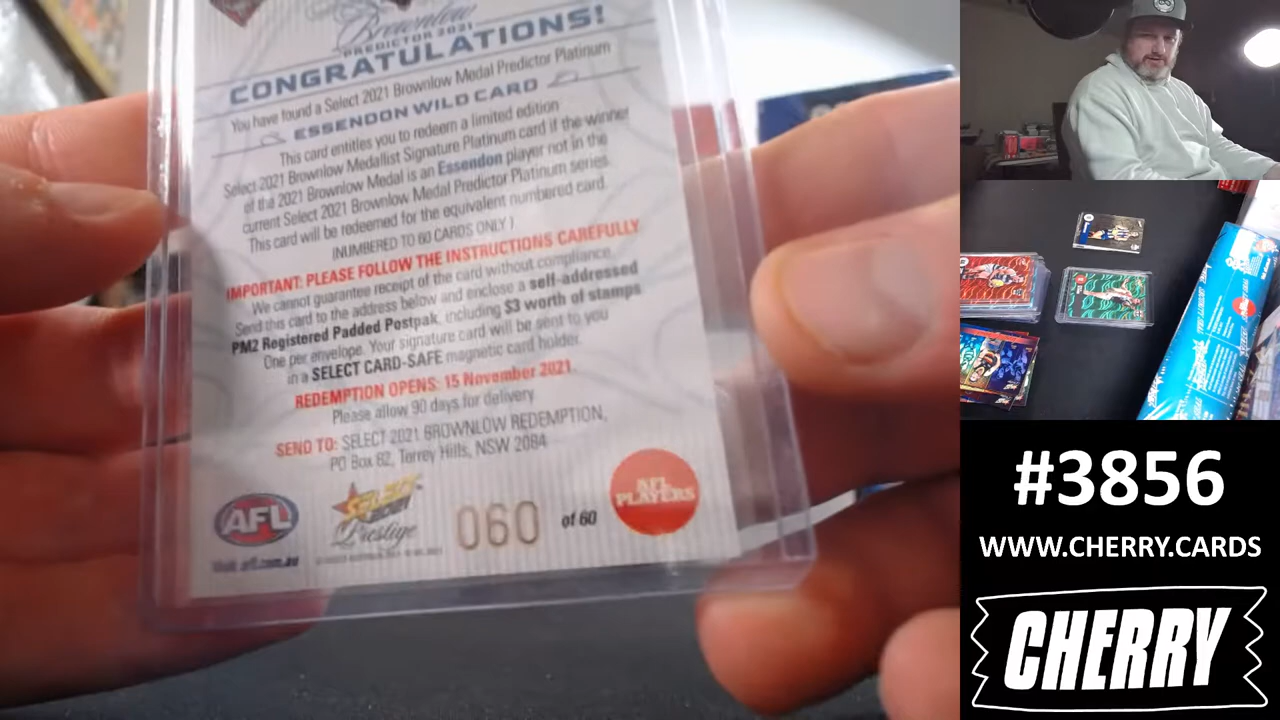 Brownlow
PREDICTOR 2021
CONGRATULATIONS!
You have found a Select 2021 Brownlow Medal Predictor Platinum
ESSENDON WILD CARD
This card entitles you to redeem a limited edition
Select 2021 Brownlow Medallist Signature Platinum card if the winner
of the 2021 Brownlow Medal is an Essendon player not in the
current Select 2021 Brownlow Medal Predictor Platinum series.
This card will be redeemed for the equivalent numbered card.
(NUMBERED TO 60 CARDS ONLY)
IMPORTANT: PLEASE FOLLOW THE INSTRUCTIONS CAREFULLY
We cannot guarantee receipt of the card without compliance.
Send this card to the address below and enclose a self-addressed
PM2 Registered Padded Postpak, including $3 worth of stamps
One per envelope. Your signature card will be sent to you
in a SELECT CARD-SAFE magnetic card holder.
REDEMPTION OPENS: 15 November 2021
Please allow 90 days for delivery
SEND TO: SELECT 2021 BROWNLOW REDEMPTION,
PO Box 82, Terrey Hills, NSW 2084
AFL
SELECT
Prestige
060 of 60
AFL
PLAYERS
Visit afl.com.au
#3856
WWW.CHERRY.CARDS
CHERRY